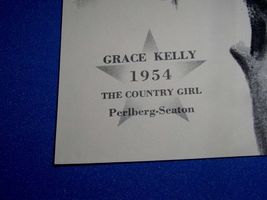 GRACE KELLY
1954
THE COUNTRY GIRL
Perlberg-Seaton